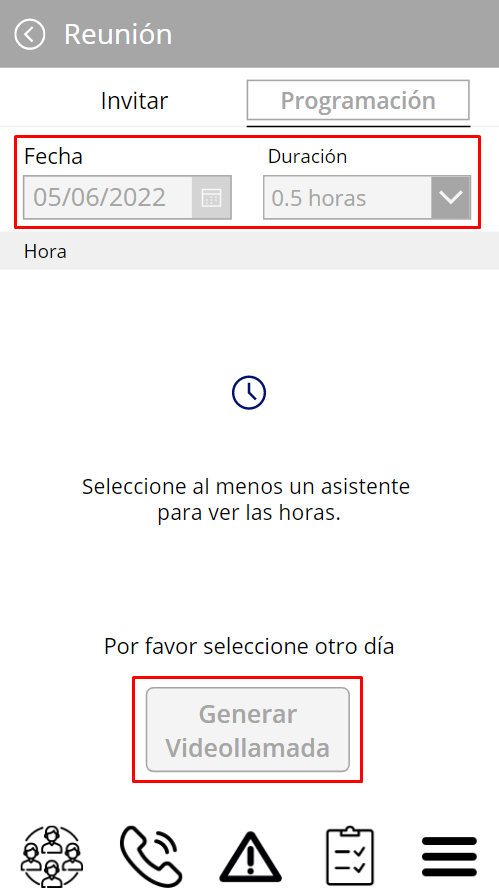 Reunión
Invitar
Programación
Fecha
Duración
05/06/2022
0.5 horas
Hora
Seleccione al menos un asistente
para ver las horas.
Por favor seleccione otro día
Generar
Videollamada